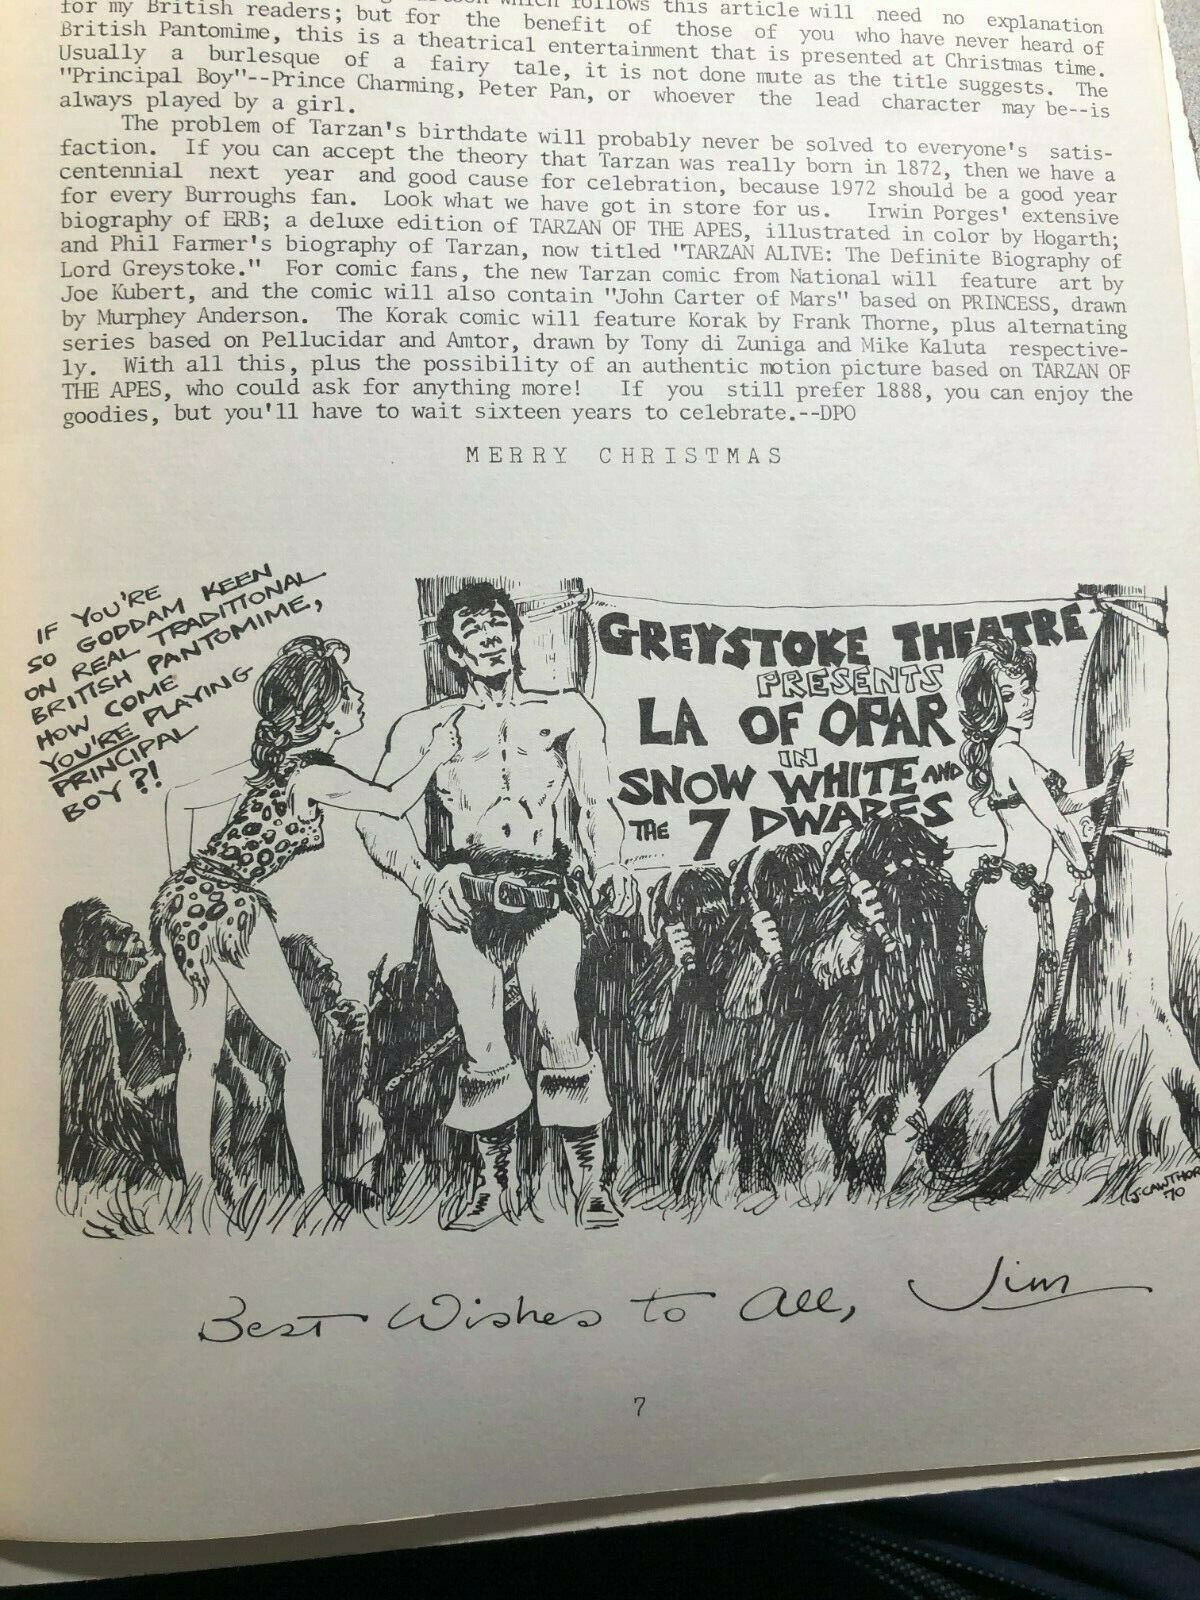 for my British readers; which follows this article will need no explanation
British Pantomime, this is a theatrical entertainment that is presented at Christmas time.
but for the benefit of those of you who have never heard of
Usually a burlesque of a fairy tale, it is not done mute as the title suggests. The
"Principal Boy"--Prince Charming, Peter Pan, or whoever the lead character may be--is
always played by a girl.
The problem of Tarzan's birthdate will probably never be solved to everyone's satis-
faction. If you can accept the theory that Tarzan was really born in 1872, then we have a
centennial next year and good cause for celebration, because 1972 should be a good year
for every Burroughs fan. Look what we have got in store for us. Irwin Porges' extensive
biography of ERB; a deluxe edition of TARZAN OF THE APES, illustrated in color by Hogarth;
and Phil Farmer's biography of Tarzan, now titled "TARZAN ALIVE: The Definite Biography of
Lord Greystoke." For comic fans, the new Tarzan comic from National will feature art by
Joe Kubert, and the comic will also contain "John Carter of Mars" based on PRINCESS, drawn
by Murphey Anderson. The Korak comic will feature Korak by Frank Thorne, plus alternating
series based on Pellucidar and Amtor, drawn by Tony di Zuniga and Mike Kaluta respective-
ly. With all this, plus the possibility of an authentic motion picture based on TARZAN OF
THE APES, who could ask for anything more! If you still prefer 1888, you can enjoy the
goodies, but you'll have to wait sixteen years to celebrate.--DPO
MERRY CHRISTMAS
IF YOU'RE
SO GODDAM KEEN
ON REAL TRADITIONAL
BRITISH PANTOMIME,
HOW COME
YOU'RE PLAYING
PRINCIPAL
BOY?!
GREYSTOKE THEATRE
PRESENTS
LA OF OPAR
IN
SNOW WHITE AND
THE 7 DWARFS
J. CAWTHOR
'70
Best Wishes to All, Jim
7